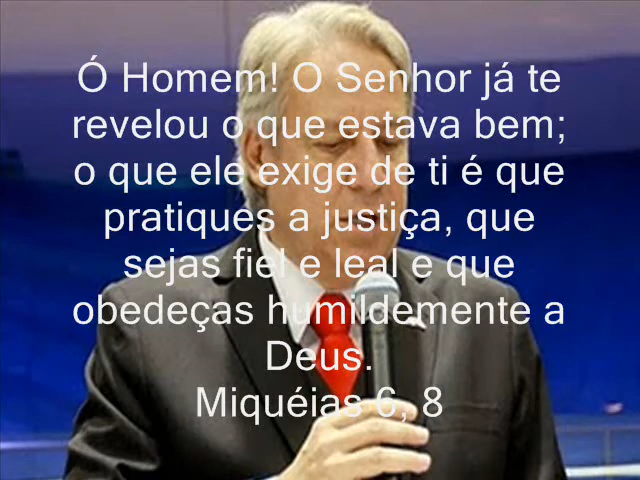 Ó Homem! O Senhor já te
revelou o que estava bem;
o que ele exige de ti é que
pratiques a justiça, que
sejas fiel e leal e que
obedeças humildemente a
Deus.
Miquéias 6, 8